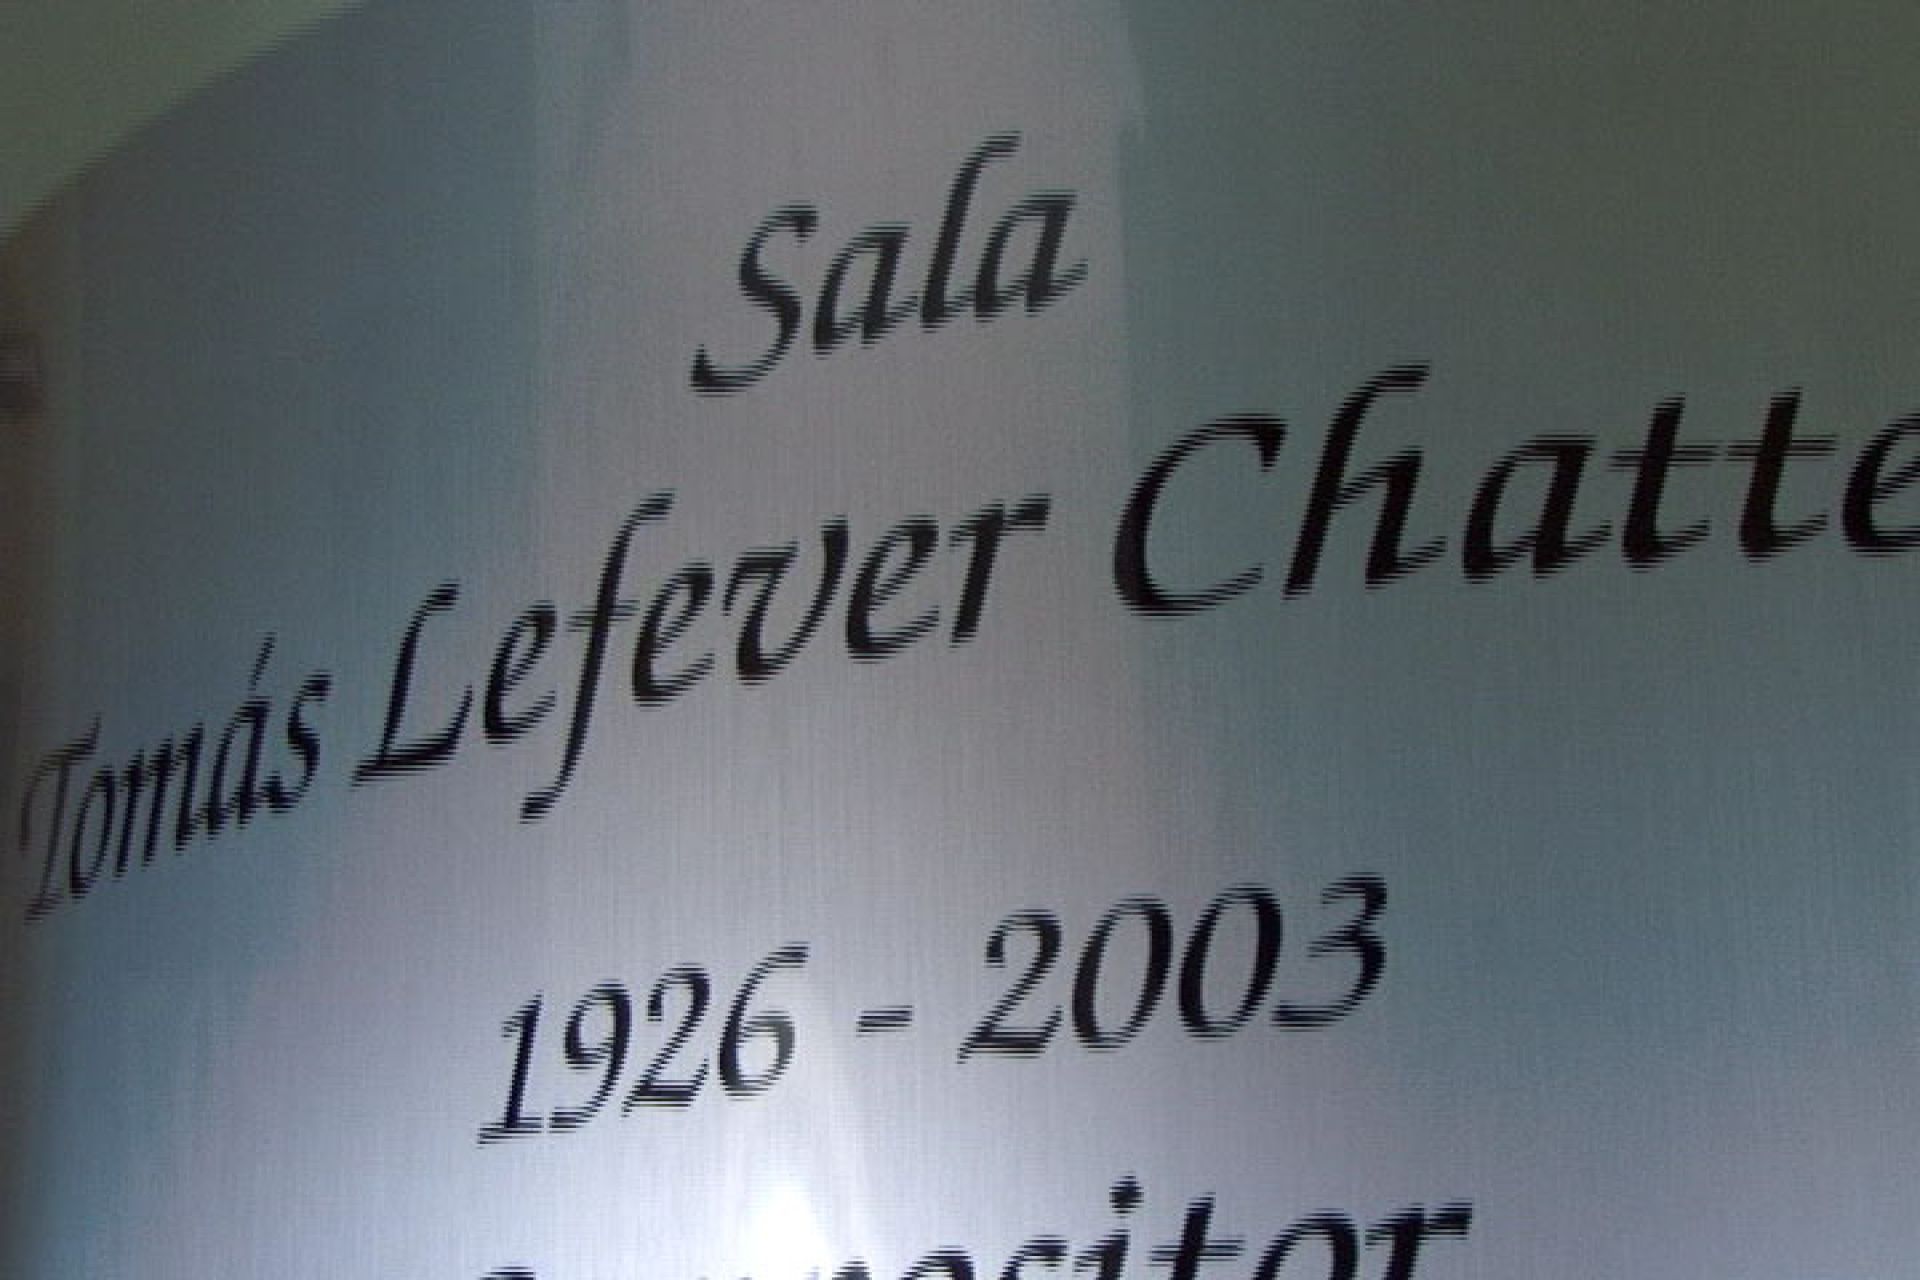 Sala
Tomás Lefever Chatte
1926 - 2003